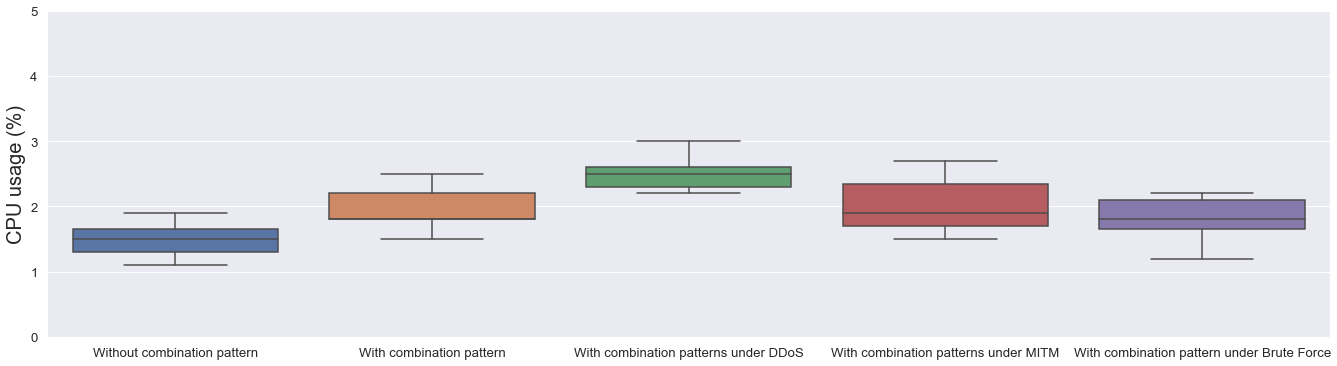 CPU usage (%)
5
4
3
2
1
0
Without combination pattern
With combination pattern
With combination patterns under DDoS
With combination patterns under MITM
With combination pattern under Brute Force